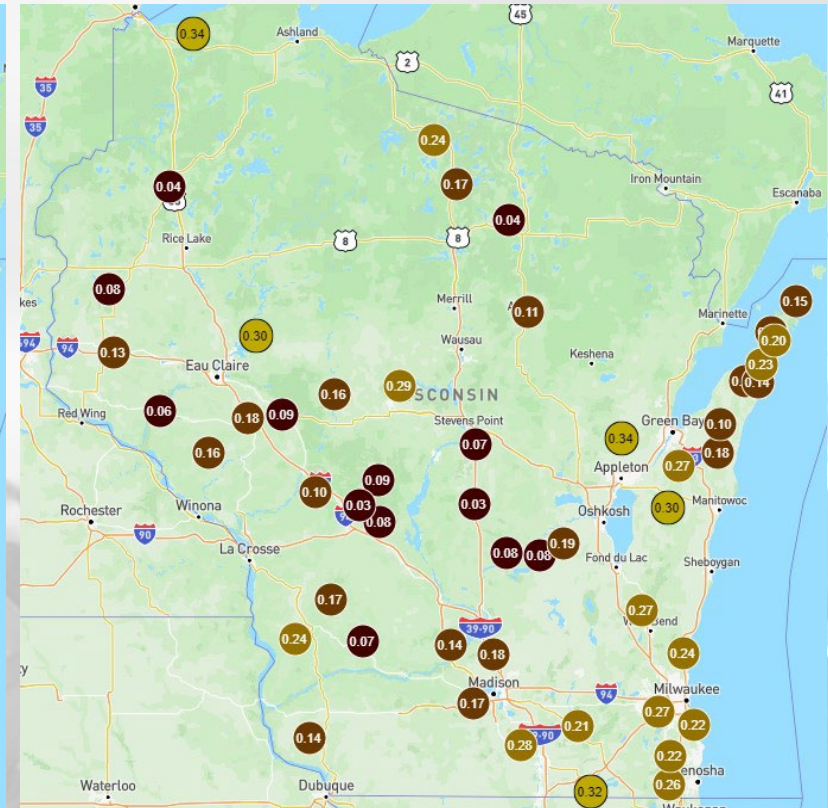 45
0.34
Ashland
Marquette
2
35
41
35
0.24
0.17
0.04
Iron Mountain
Escanaba
0.04
Rice Lake
8
8
0.08
Merrill
0.15
0.11
Marinette
94
94
0.13
0.30
Wausau
0.20
Keshena
0.23
Eau Claire
0.29
0.14
0.16
SCONSIN
Red Wing
0.06
0.18
0.09
Stevens Point
Green Bay
0.10
0.07
0.34
0.16
0.18
Appleton
0.27
0.09
0.10
0.03
0.03
Oshkosh
0.30
Manitowoc
Rochester
Winona
0.08
90
La Crosse
0.08
0.08
0.19
Fond du Lac
Sheboygan
0.17
0.27
Bend
39-90
0.24
0.07
0.14
0.18
0.24
Madison
94
Milwaukee
0.17
0.27
0.22
0.21
0.14
0.28
0.22
Waterloo
Dubuque
0.32
0.26